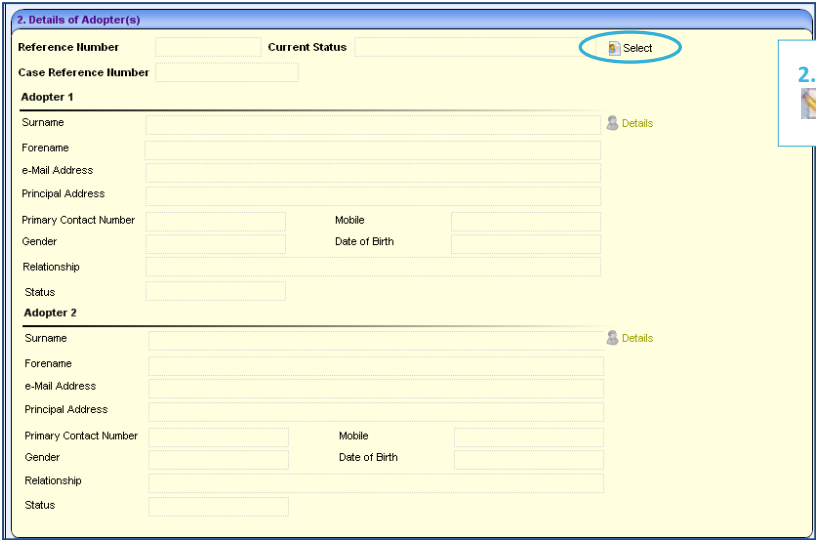 2. Details of Adopter(s)
Reference Number Current Status Select
Case Reference Number
2.
Adopter 1
Surname Details
Forename
e-Mail Address
Principal Address
Primary Contact Number Mobile
Gender Date of Birth
Relationship
Status
Adopter 2
Surname Details
Forename
e-Mail Address
Principal Address
Primary Contact Number Mobile
Gender Date of Birth
Relationship
Status